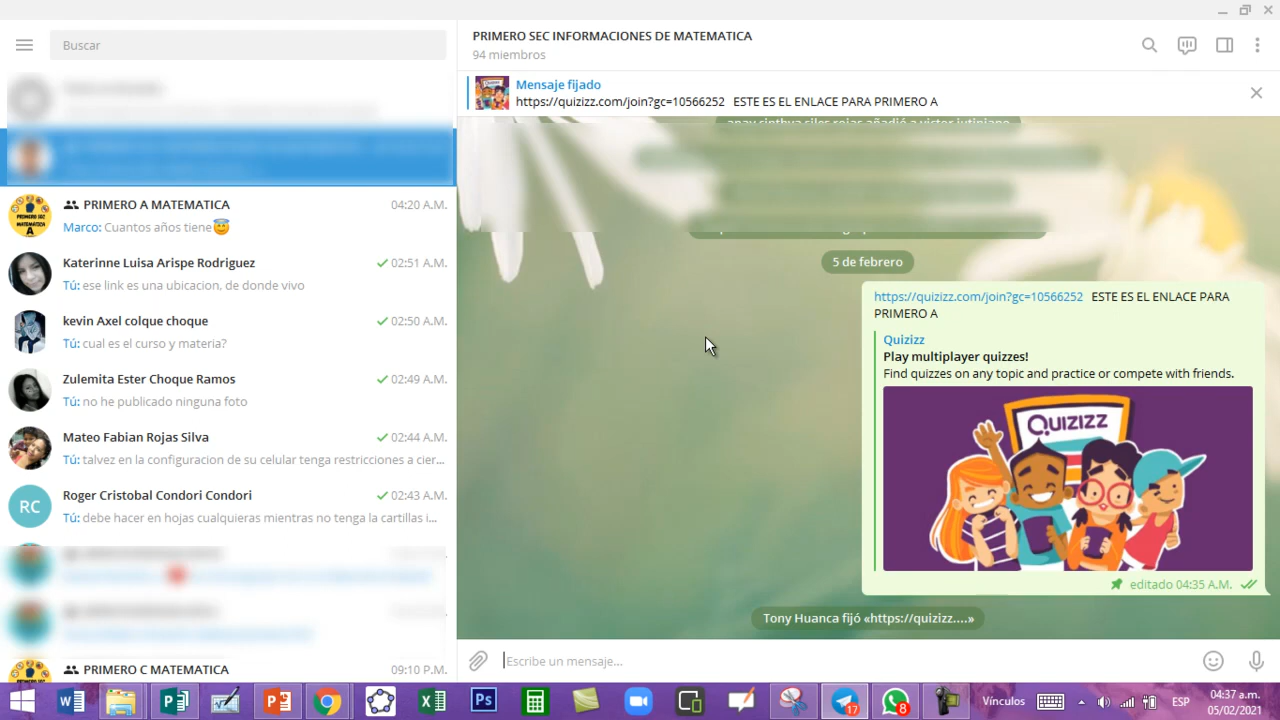 Buscar
PRIMERO SEC INFORMACIONES DE MATEMATICA
94 miembros
Mensaje fijado
https://quizizz.com/join?gc=10566252 ESTE ES EL ENLACE PARA PRIMERO A
PRIMERO A MATEMATICA
04:20 A.M.
Marco: Cuantos años tiene😇
Katerinne Luisa Arispe Rodriguez
02:51 A.M.
Tú: ese link es una ubicacion, de donde vivo
kevin Axel colque choque
02:50 A.M.
Tú: cual es el curso y materia?
Zulemita Ester Choque Ramos
02:49 A.M.
Tú: no he publicado ninguna foto
Mateo Fabian Rojas Silva
02:44 A.M.
Tú: talvez en la configuracion de su celular tenga restricciones a cier...
RC
Roger Cristobal Condori Condori
02:43 A.M.
Tú: debe hacer en hojas cualquieras mientras no tenga la cartillas i...
PRIMERO C MATEMATICA
09:10 P.M.
5 de febrero
https://quizizz.com/join?gc=10566252 ESTE ES EL ENLACE PARA
PRIMERO A
Quizizz
Play multiplayer quizzes!
Find quizzes on any topic and practice or compete with friends.
QUIZIZZ
editado 04:35 A.M.
Tony Huanca fijó «https://quizizz....»
Escribe un mensaje...
17
8
Vínculos
ESP
04:37 a.m.
05/02/2021